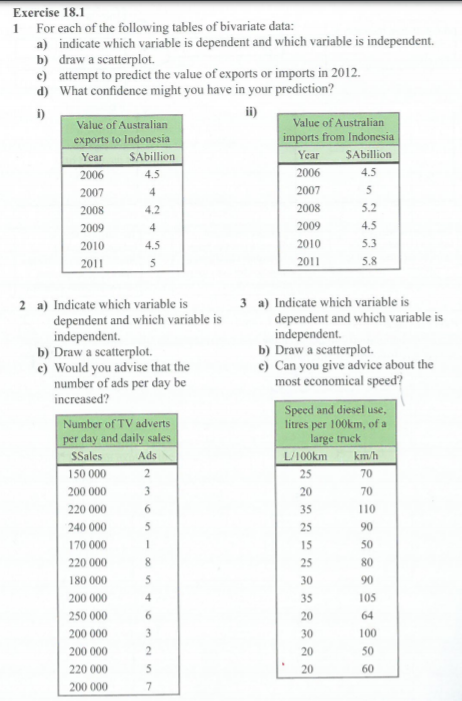 Exercise 18.1
1 For each of the following tables of bivariate data:
a) indicate which variable is dependent and which variable is independent.
b) draw a scatterplot.
c) attempt to predict the value of exports or imports in 2012.
d) What confidence might you have in your prediction?
i)
Value of Australian
exports to Indonesia
Year $Abillion
2006 4.5
2007 4
2008 4.2
2009 4
2010 4.5
2011 5
ii)
Value of Australian
imports from Indonesia
Year $Abillion
2006 4.5
2007 5
2008 5.2
2009 4.5
2010 5.3
2011 5.8
2 a) Indicate which variable is
dependent and which variable is
independent.
b) Draw a scatterplot.
c) Would you advise that the
number of ads per day be
increased?
Number of TV adverts
per day and daily sales
$Sales Ads
150 000 2
200 000 3
220 000 6
240 000 5
170 000 1
220 000 8
180 000 5
200 000 4
250 000 6
200 000 3
200 000 2
220 000 5
200 000 7
3 a) Indicate which variable is
dependent and which variable is
independent.
b) Draw a scatterplot.
c) Can you give advice about the
most economical speed?
Speed and diesel use,
litres per 100km, of a
large truck
L/100km km/h
25 70
20 70
35 110
25 90
15 50
25 80
30 90
35 105
20 64
30 100
20 50
20 60